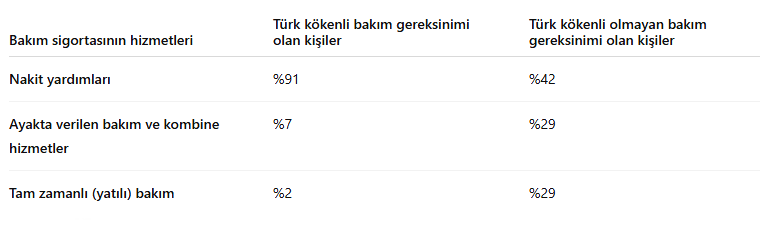 Bakım sigortasının hizmetleri
Türk kökenli bakım gereksinimi
olan kişiler
Türk kökenli olmayan bakım
gereksinimi olan kişiler
Nakit yardımları
%91
%42
Ayakta verilen bakım ve kombine
hizmetler
%7
%29
Tam zamanlı (yatılı) bakım
%2
%29